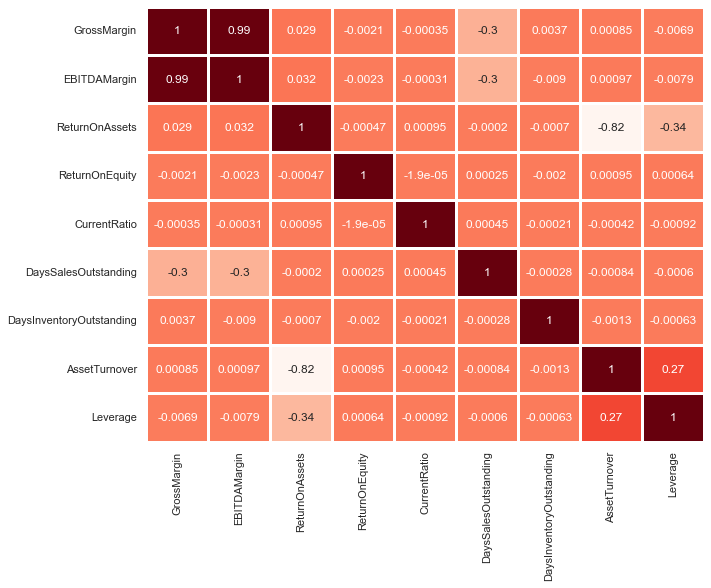 GrossMargin 1 0.99 0.029 -0.0021 -0.00035 -0.3 0.0037 0.00085 -0.0069
EBITDAMargin 0.99 1 0.032 -0.0023 -0.00031 -0.3 -0.009 0.00097 -0.0079
ReturnOnAssets 0.029 0.032 1 -0.00047 0.00095 -0.0002 -0.0007 -0.82 -0.34
ReturnOnEquity -0.0021 -0.0023 -0.00047 1 -1.9e-05 0.00025 -0.002 0.00095 0.00064
CurrentRatio -0.00035 -0.00031 0.00095 -1.9e-05 1 0.00045 -0.00021 -0.00042 -0.00092
DaysSalesOutstanding -0.3 -0.3 -0.0002 0.00025 0.00045 1 -0.00028 -0.00084 -0.0006
DaysInventoryOutstanding 0.0037 -0.009 -0.0007 -0.002 -0.00021 -0.00028 1 -0.0013 -0.00063
AssetTurnover 0.00085 0.00097 -0.82 0.00095 -0.00042 -0.00084 -0.0013 1 0.27
Leverage -0.0069 -0.0079 -0.34 0.00064 -0.00092 -0.0006 -0.00063 0.27 1
GrossMargin
EBITDAMargin
ReturnOnAssets
ReturnOnEquity
CurrentRatio
DaysSalesOutstanding
DaysInventoryOutstanding
AssetTurnover
Leverage